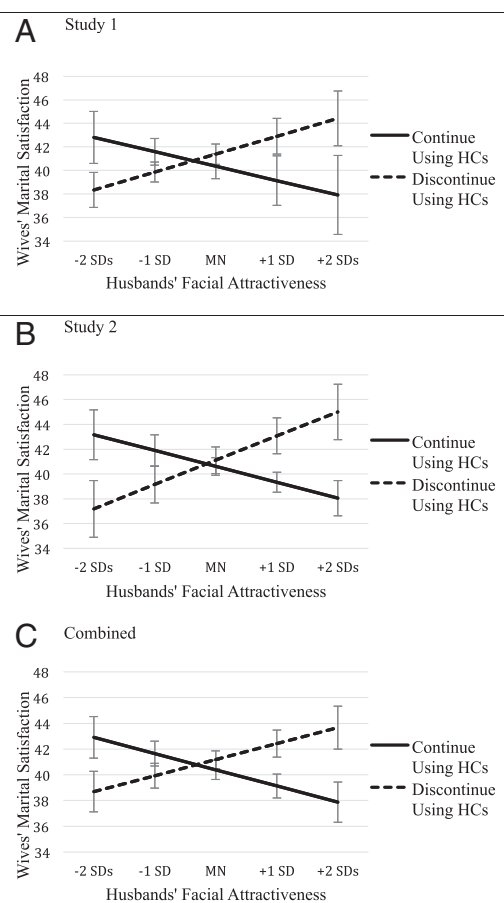 A
Study 1
Wives' Marital Satisfaction
48
46
44
42
40
38
36
34
-2 SDs -1 SD MN +1 SD +2 SDs
Husbands' Facial Attractiveness
Continue
Using HCs
Discontinue
Using HCs
B
Study 2
Wives' Marital Satisfaction
48
46
44
42
40
38
36
34
-2 SDs -1 SD MN +1 SD +2 SDs
Husbands' Facial Attractiveness
Continue
Using HCs
Discontinue
Using HCs
C
Combined
Wives' Marital Satisfaction
48
46
44
42
40
38
36
34
-2 SDs -1 SD MN +1 SD +2 SDs
Husbands' Facial Attractiveness
Continue
Using HCs
Discontinue
Using HCs